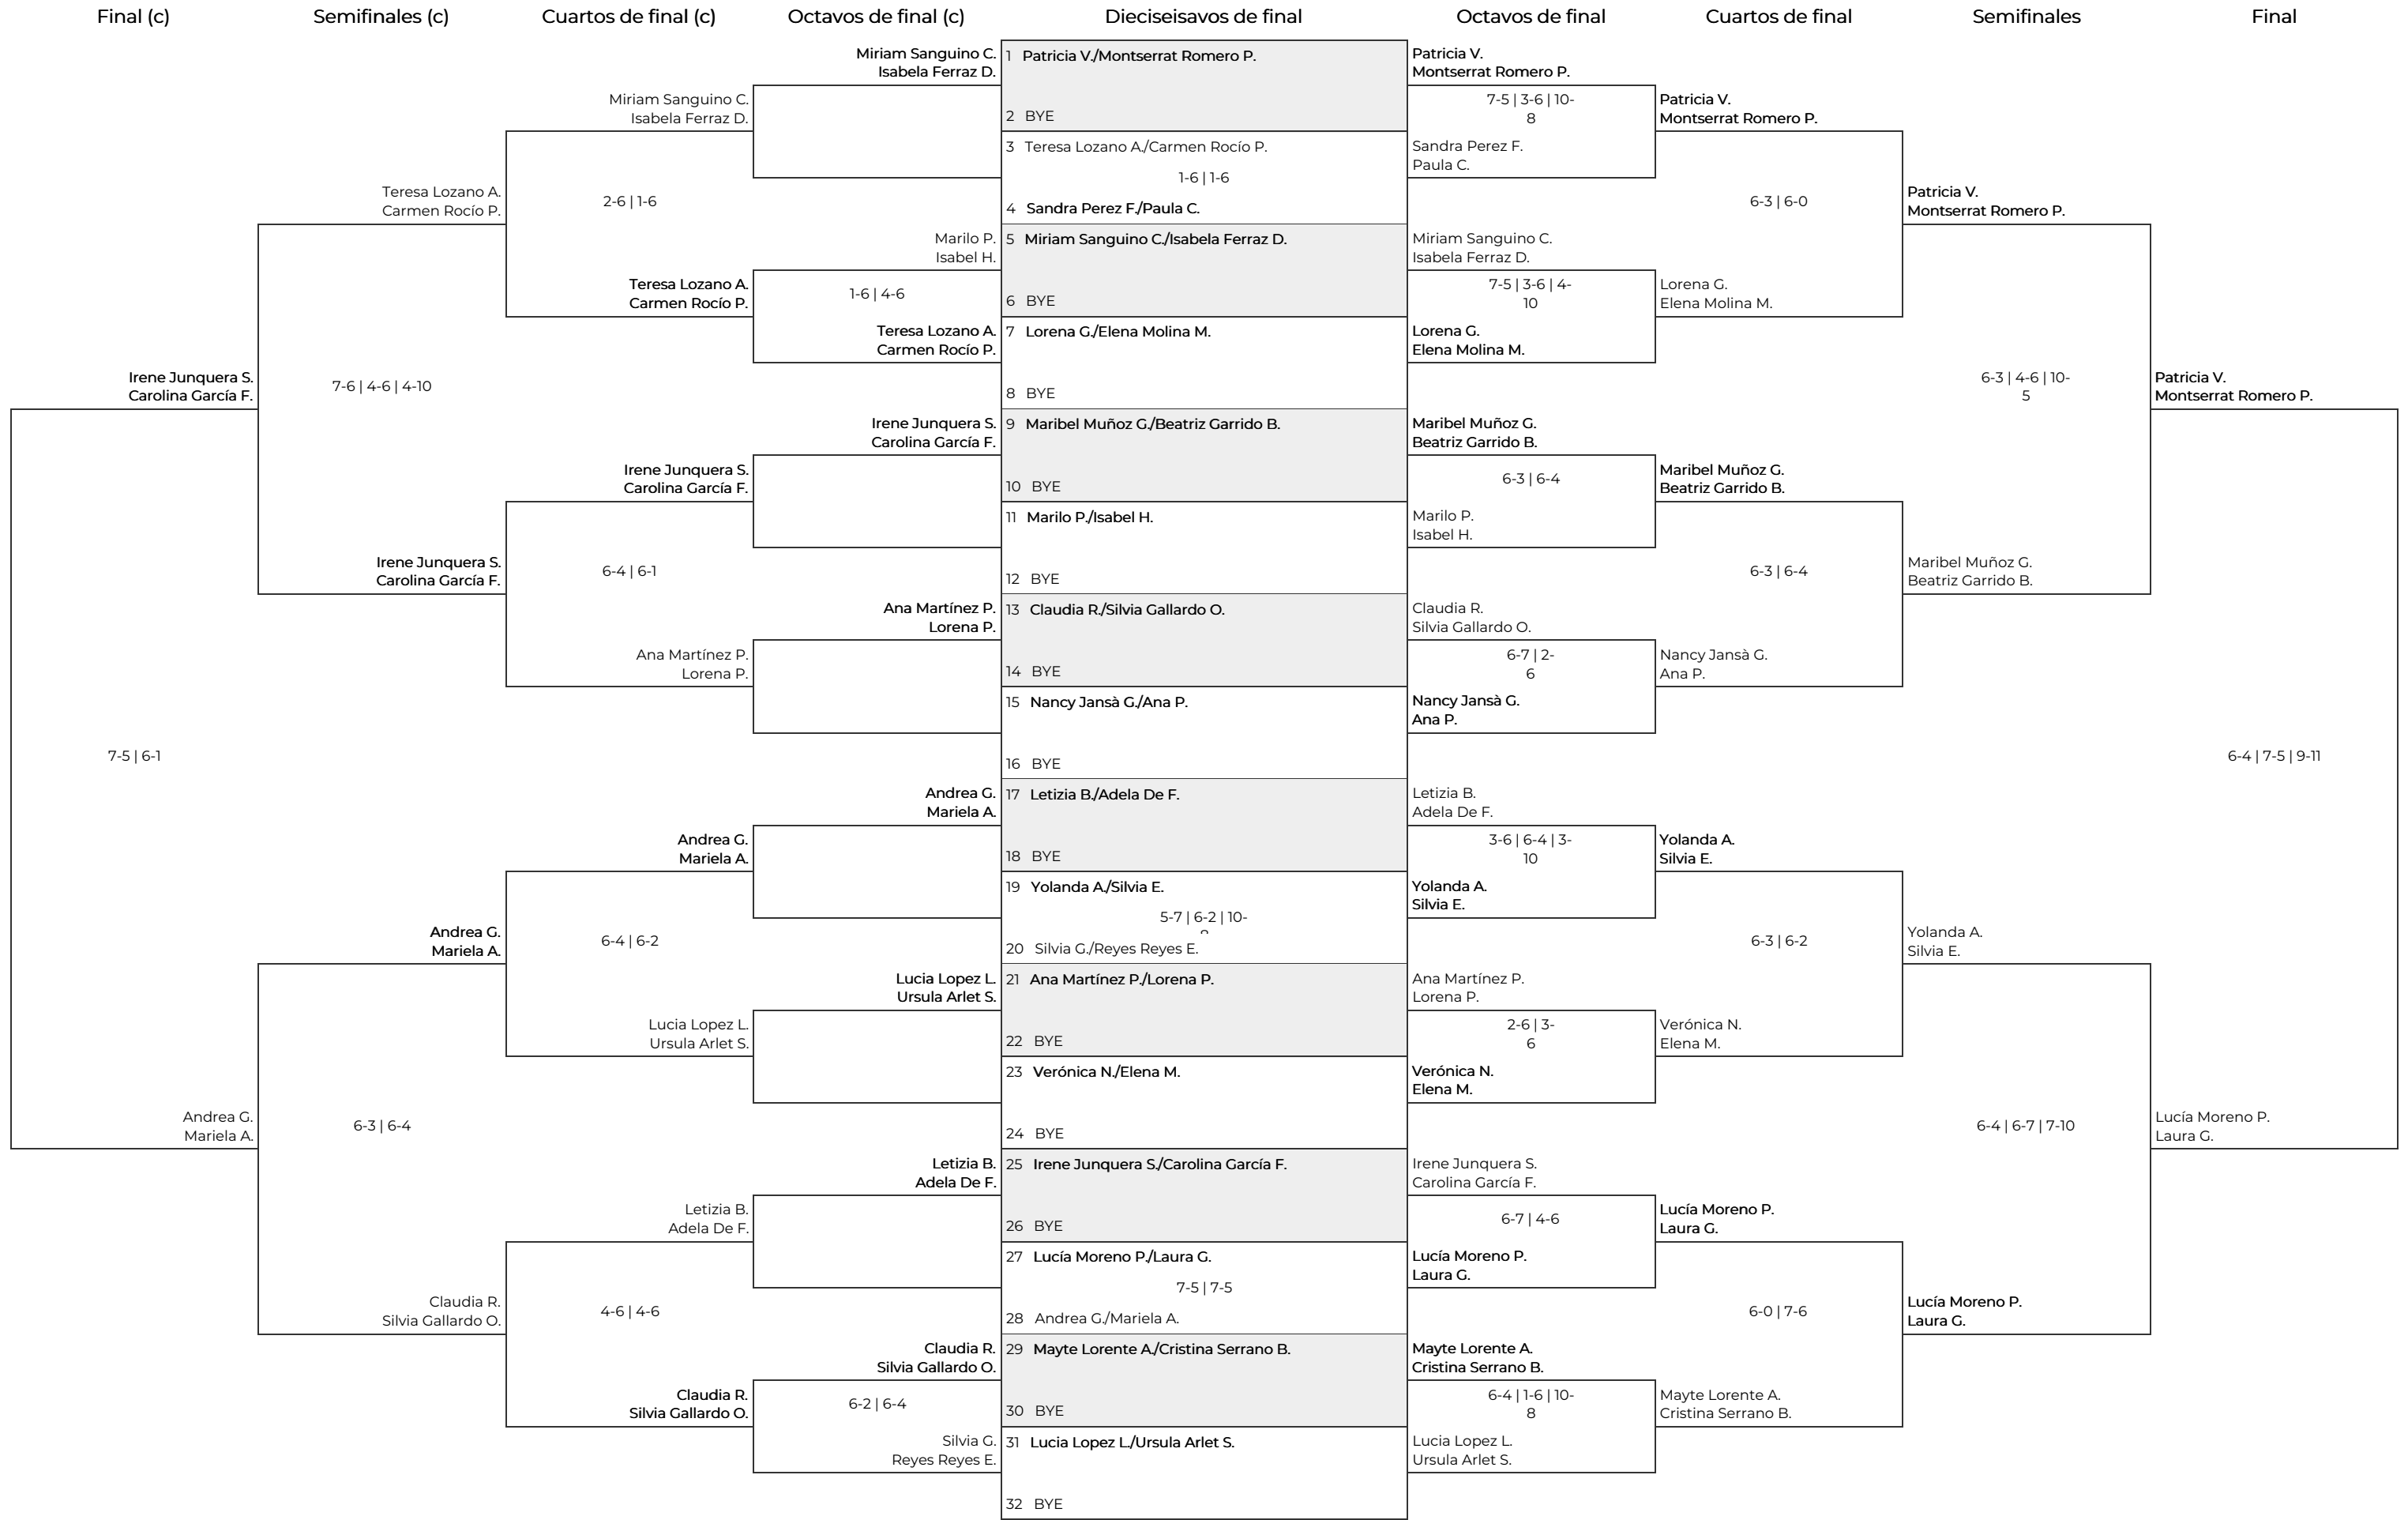 Final (c)
Semifinales (c)
Cuartos de final (c)
Octavos de final (c)
Dieciseisavos de final
Octavos de final
Cuartos de final
Semifinales
Final
Irene Junquera S.
Carolina García F.
7-5 | 6-1
Andrea G.
Mariela A.
Teresa Lozano A.
Carmen Rocío P.
7-6 | 4-6 | 4-10
Irene Junquera S.
Carolina García F.
Andrea G.
Mariela A.
6-3 | 6-4
Claudia R.
Silvia Gallardo O.
Miriam Sanguino C.
Isabela Ferraz D.
2-6 | 1-6
Teresa Lozano A.
Carmen Rocío P.
Irene Junquera S.
Carolina García F.
6-4 | 6-1
Ana Martínez P.
Lorena P.
Andrea G.
Mariela A.
6-4 | 6-2
Lucia Lopez L.
Ursula Arlet S.
Letizia B.
Adela De F.
4-6 | 4-6
Claudia R.
Silvia Gallardo O.
Miriam Sanguino C.
Isabela Ferraz D.
Marilo P.
Isabel H.
1-6 | 4-6
Teresa Lozano A.
Carmen Rocío P.
Irene Junquera S.
Carolina García F.
Ana Martínez P.
Lorena P.
Andrea G.
Mariela A.
Lucia Lopez L.
Ursula Arlet S.
Letizia B.
Adela De F.
Claudia R.
Silvia Gallardo O.
6-2 | 6-4
Silvia G.
Reyes Reyes E.
1 Patricia V./Montserrat Romero P.
2 BYE
3 Teresa Lozano A./Carmen Rocío P.
1-6 | 1-6
4 Sandra Perez F./Paula C.
5 Miriam Sanguino C./Isabela Ferraz D.
6 BYE
7 Lorena G./Elena Molina M.
8 BYE
9 Maribel Muñoz G./Beatriz Garrido B.
10 BYE
11 Marilo P./Isabel H.
12 BYE
13 Claudia R./Silvia Gallardo O.
14 BYE
15 Nancy Jansà G./Ana P.
16 BYE
17 Letizia B./Adela De F.
18 BYE
19 Yolanda A./Silvia E.
5-7 | 6-2 | 10-
20 Silvia G./Reyes Reyes E.
21 Ana Martínez P./Lorena P.
22 BYE
23 Verónica N./Elena M.
24 BYE
25 Irene Junquera S./Carolina García F.
26 BYE
27 Lucía Moreno P./Laura G.
7-5 | 7-5
28 Andrea G./Mariela A.
29 Mayte Lorente A./Cristina Serrano B.
30 BYE
31 Lucia Lopez L./Ursula Arlet S.
32 BYE
Patricia V.
Montserrat Romero P.
7-5 | 3-6 | 10-
8
Sandra Perez F.
Paula C.
Miriam Sanguino C.
Isabela Ferraz D.
7-5 | 3-6 | 4-
10
Lorena G.
Elena Molina M.
Maribel Muñoz G.
Beatriz Garrido B.
6-3 | 6-4
Marilo P.
Isabel H.
Claudia R.
Silvia Gallardo O.
6-7 | 2-
6
Nancy Jansà G.
Ana P.
Letizia B.
Adela De F.
3-6 | 6-4 | 3-
10
Yolanda A.
Silvia E.
Ana Martínez P.
Lorena P.
2-6 | 3-
6
Verónica N.
Elena M.
Irene Junquera S.
Carolina García F.
6-7 | 4-6
Lucía Moreno P.
Laura G.
Mayte Lorente A.
Cristina Serrano B.
6-4 | 1-6 | 10-
8
Lucia Lopez L.
Ursula Arlet S.
Patricia V.
Montserrat Romero P.
6-3 | 6-0
Lorena G.
Elena Molina M.
Maribel Muñoz G.
Beatriz Garrido B.
6-3 | 6-4
Nancy Jansà G.
Ana P.
Yolanda A.
Silvia E.
6-3 | 6-2
Verónica N.
Elena M.
Lucía Moreno P.
Laura G.
6-0 | 7-6
Mayte Lorente A.
Cristina Serrano B.
Patricia V.
Montserrat Romero P.
6-3 | 4-6 | 10-
5
Maribel Muñoz G.
Beatriz Garrido B.
Yolanda A.
Silvia E.
6-4 | 6-7 | 7-10
Lucía Moreno P.
Laura G.
Patricia V.
Montserrat Romero P.
6-4 | 7-5 | 9-11
Lucía Moreno P.
Laura G.